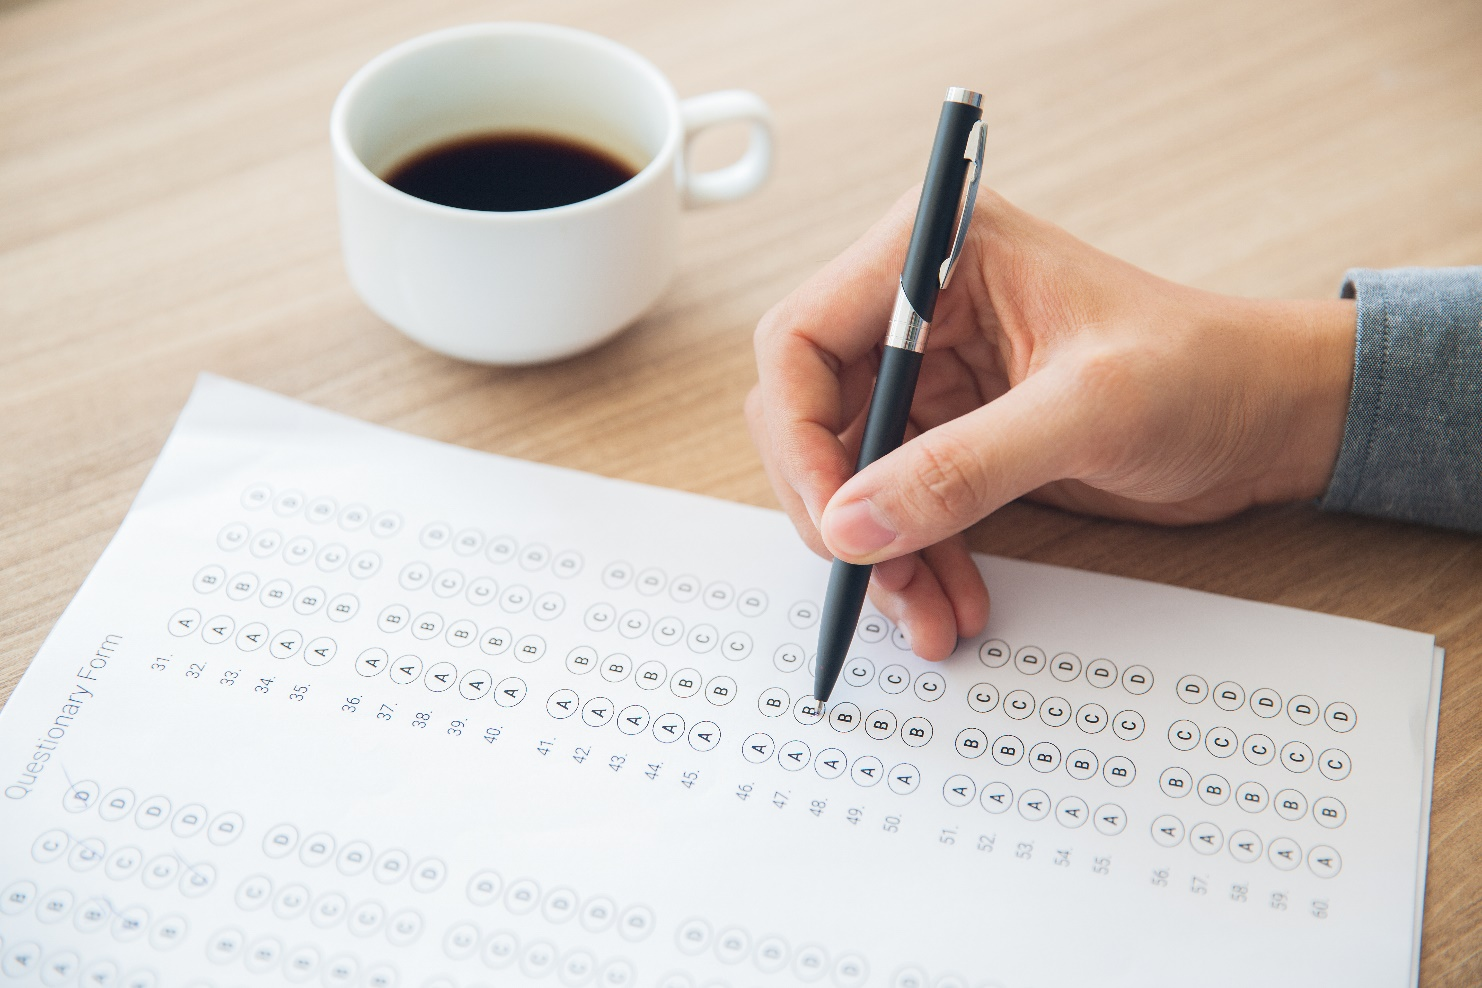 Questionary Form
B C D
A B C D
A B C D
A B C D
A B C D
B C D
B C D
B C D
B C D
B C D
C D
C D
C D
C D
C D
D
D
D
D
D
31. A B C D
32. A B C D
33. A B C D
34. A B C D
35. A B C D
36. A B C D
37. A B C D
38. A B C D
39. A B C D
40. A B C D
41. A B C D
42. A B C D
43. A B C D
44. A B C D
45. A B C D
46. A B C D
47. A B
48. A B C D
49. A B C
50. A B C
51. A B C D
52. A B C D
53. A B C D
54. A B C D
55. A B C D
56. A B C D
57. A B C D
58. A B C D
59. A B C D
60. A B C D